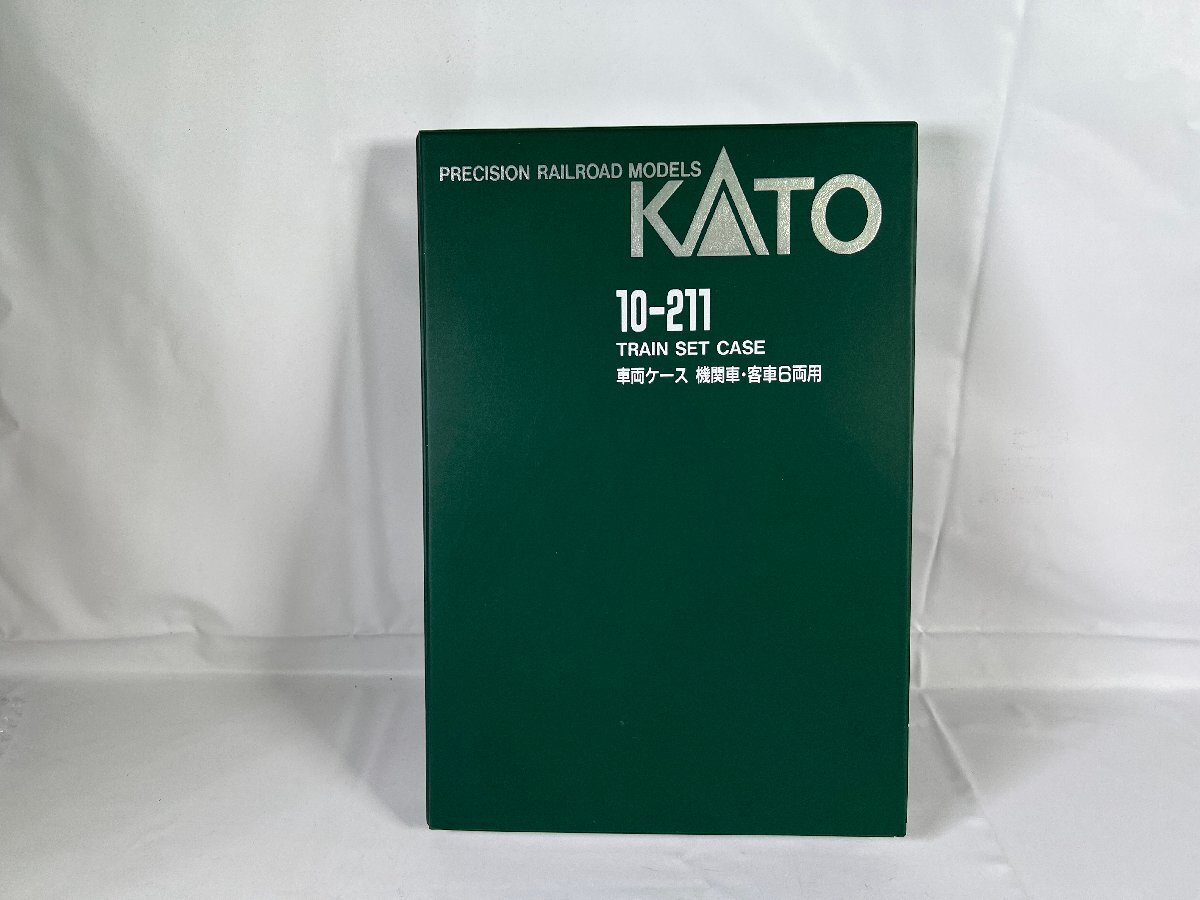 PRECISION RAILROAD MODELS
KATO
10-211
TRAIN SET CASE
車両ケース 機関車・客車6両用